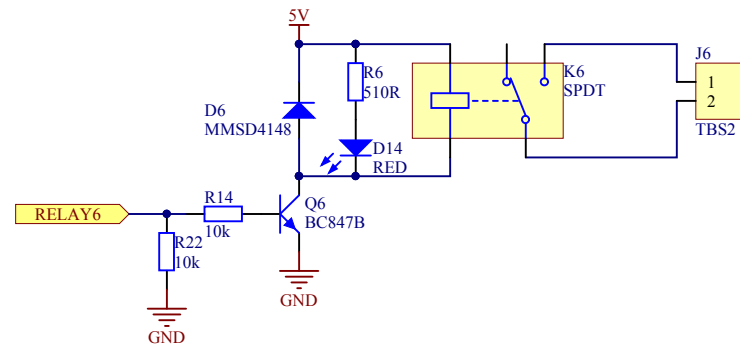 5V
J6
R6
510R
K6
SPDT
1
2
D6
MMSD4148
TBS2
D14
RED
R14
10k
Q6
BC847B
RELAY6
R22
10k
GND
GND